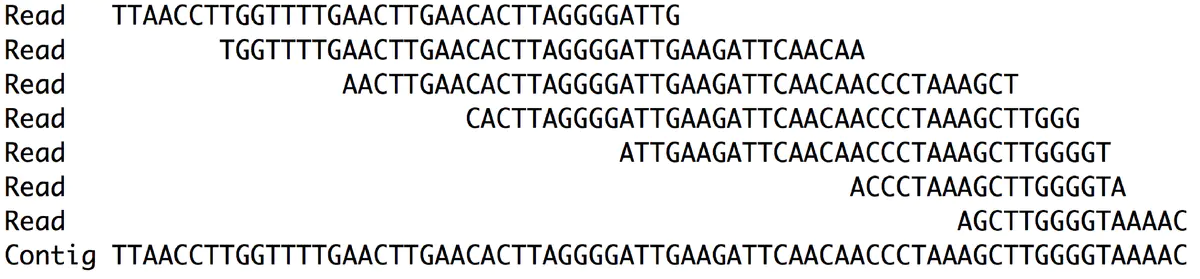 Read TTAACCTTGGTTTTGAACTTGAACACTTAGGGGATTG
Read TGGTTTTGAACTTGAACACTTAGGGGATTGAAGATTCAACAA
Read AACTTGAACACTTAGGGGATTGAAGATTCAACAACCCTAAAGCT
Read CACTTAGGGGATTGAAGATTCAACAACCCTAAAGCTTGGG
Read ATTGAAGATTCAACAACCCTAAAGCTTGGGGT
Read ACCCTAAAGCTTGGGGTA
Read AGCTTGGGGTAAAAC
Contig TTAACCTTGGTTTTGAACTTGAACACTTAGGGGATTGAAGATTCAACAACCCTAAAGCTTGGGGTAAAAC